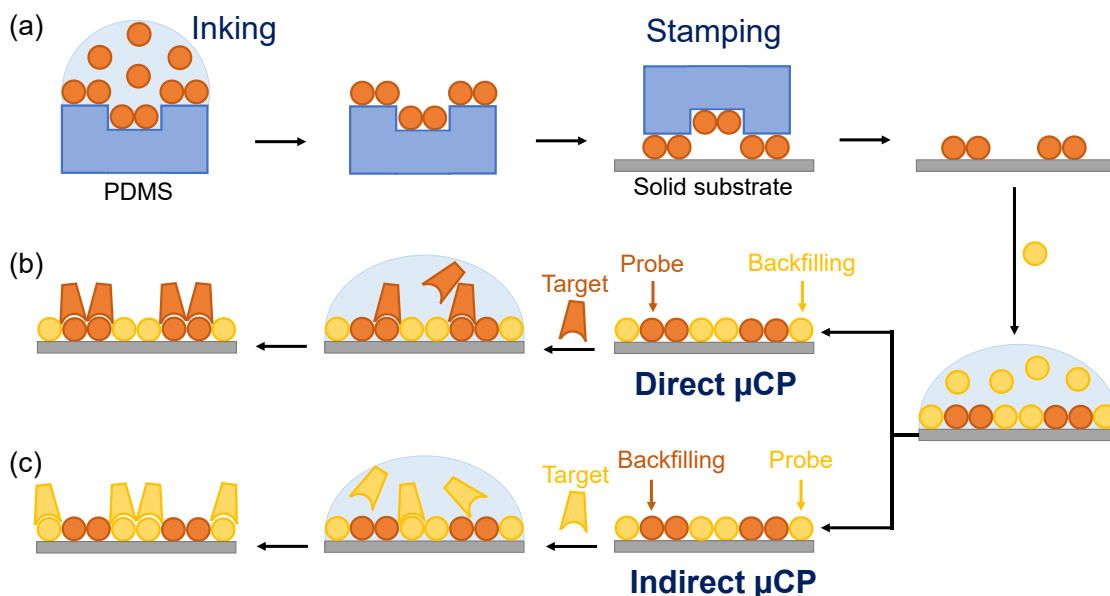 (a)
Inking
Stamping
PDMS
Solid substrate
(b)
Target
Probe
Backfilling
Direct µCP
(c)
Target
Backfilling
Probe
Indirect µCP